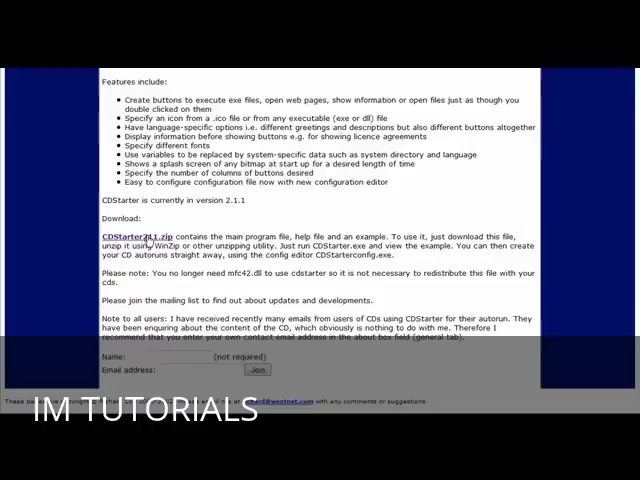 Features include:
Create buttons to execute exe files, open web pages, show information or open files just as though you
double clicked on them
Specify an icon from a .ico file or from any executable (exe or dll) file
Have language-specific options i.e. different greetings and descriptions but also different buttons altogether
Display information before showing buttons e.g. for showing licence agreements
Specify different fonts
Use variables to be replaced by system-specific data such as system directory and language
Shows a splash screen of any bitmap at start up for a desired length of time
Specify the number of columns of buttons desired
Easy to configure configuration file now with new configuration editor
CDStarter is currently in version 2.1.1
Download:
CDStarter211.zip contains the main program file, help file and an example. To use it, just download this file,
unzip it using WinZip or other unzipping utility. Just run CDStarter.exe and view the example. You can then create
your CD autoruns straight away, using the config editor CDStarterconfig.exe.
Please note: You no longer need mfc42.dll to use cdstarter so it is not necessary to redistribute this file with your
cds.
Please join the mailing list to find out about updates and developments.
Note to all users: I have received recently many emails from users of CDs using CDStarter for their autorun. They
have been enquiring about the content of the CD, which obviously is nothing to do with me. Therefore I
recommend that you enter your own contact email address in the about box field (general tab).
Name: (not required)
Email address: Join
These pages with any comments or suggestions.
IM TUTORIALS